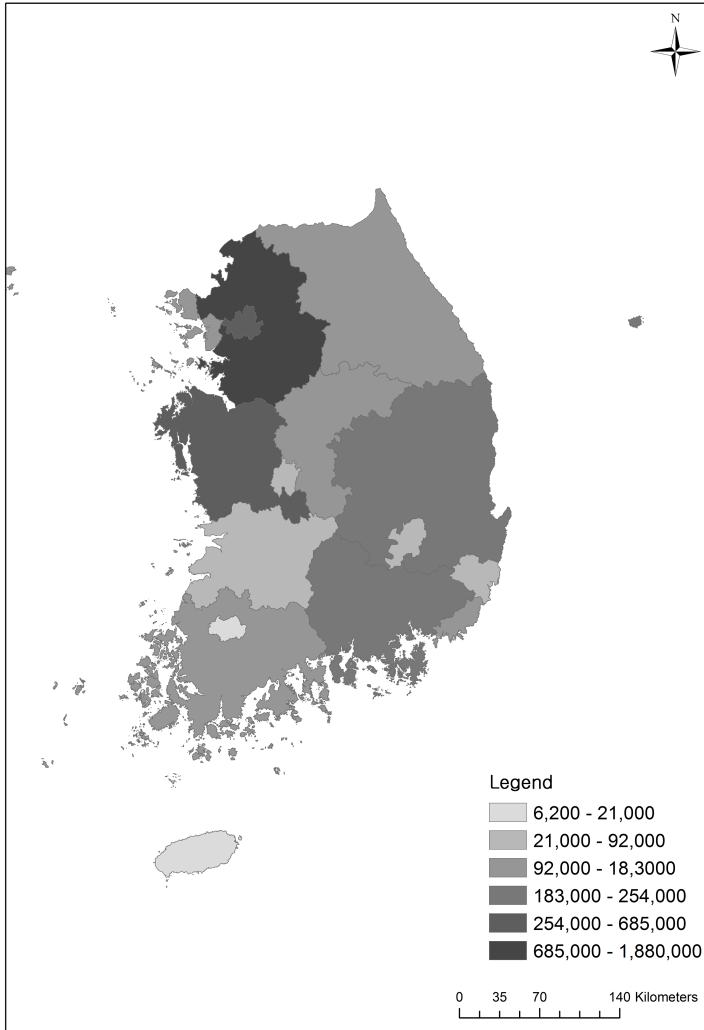 N
Legend
6,200 - 21,000
21,000 - 92,000
92,000 - 18,3000
183,000 - 254,000
254,000 - 685,000
685,000 - 1,880,000
0 35 70 140 Kilometers